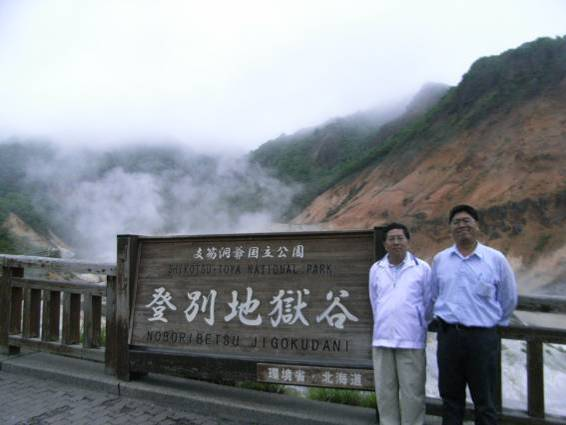 支笏洞爺国立公園
SHIKOTSU-TOYA NATIONAL PARK
登別地獄谷
NOBORIBETSU JIGOKUDANI
環境省・北海道